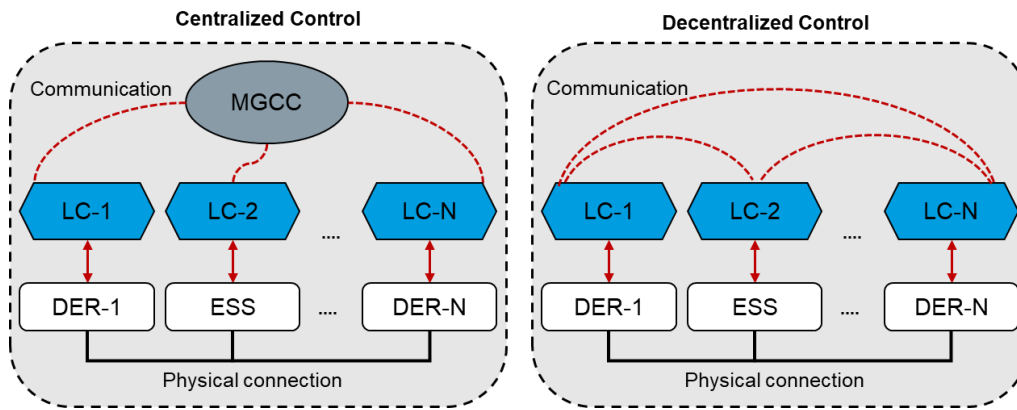 Centralized Control
Communication
MGCC
LC-1
LC-2
....
LC-N
DER-1
ESS
....
DER-N
Physical connection
Decentralized Control
Communication
LC-1
LC-2
....
LC-N
DER-1
ESS
....
DER-N
Physical connection